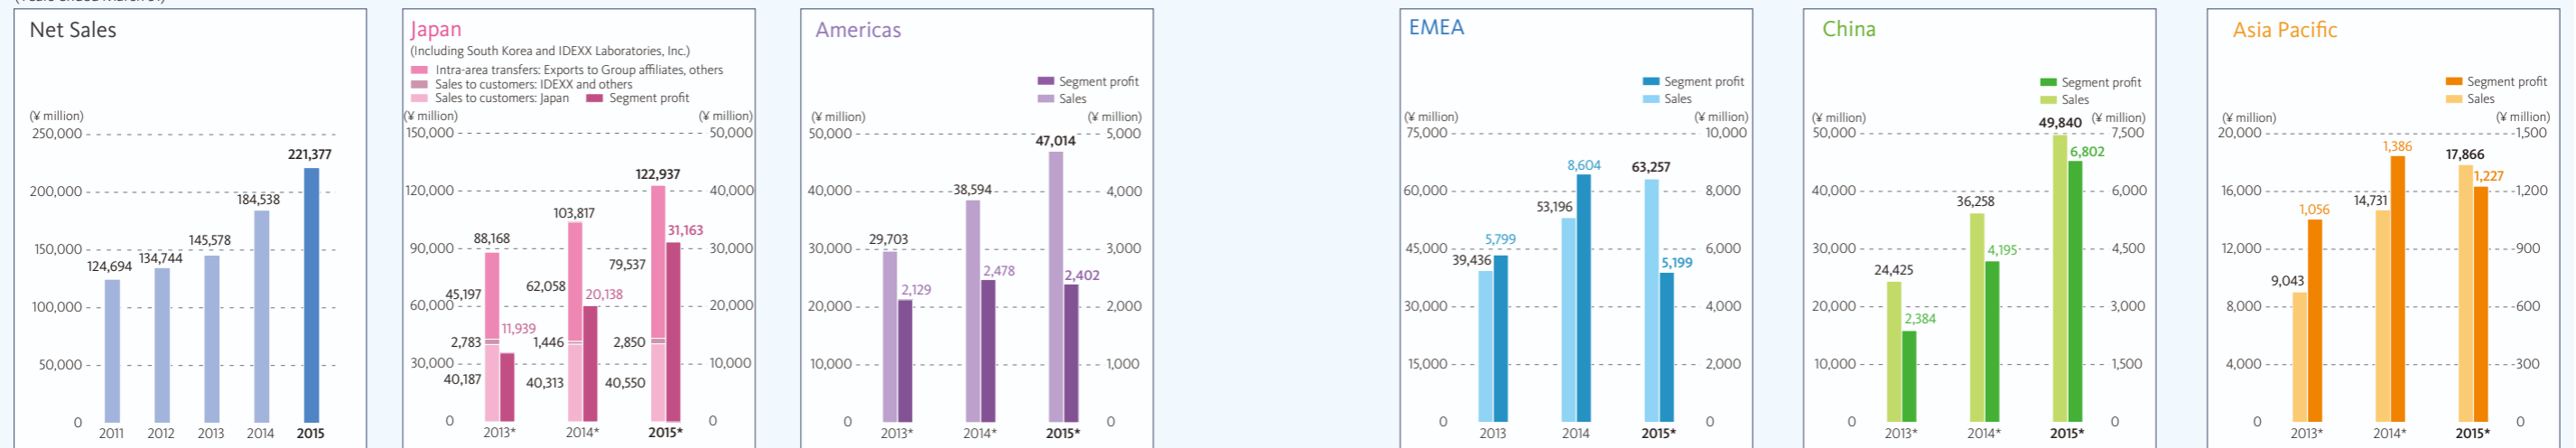 (Years ended March 31)
Net Sales
(¥ million)
250,000
200,000
150,000
100,000
50,000
0
124,694
134,744
145,578
184,538
221,377
2011 2012 2013 2014 2015
Japan
(Including South Korea and IDEXX Laboratories, Inc.)
Intra-area transfers: Exports to Group affiliates, others
Sales to customers: IDEXX and others
Sales to customers: Japan Segment profit
(¥ million) (¥ million)
150,000 50,000
120,000 40,000
90,000 30,000
60,000 20,000
30,000 10,000
0 0
88,168
45,197
2,783
40,187
11,939
103,817
62,058
1,446
40,313
20,138
122,937
79,537
2,850
40,550
31,163
2013* 2014* 2015*
Americas
Segment profit
Sales
(¥ million) (¥ million)
50,000 5,000
40,000 4,000
30,000 3,000
20,000 2,000
10,000 1,000
0 0
29,703
2,129
38,594
2,478
47,014
2,402
2013* 2014* 2015*
EMEA
Segment profit
Sales
(¥ million) (¥ million)
75,000 10,000
60,000 8,000
45,000 6,000
30,000 4,000
15,000 2,000
0 0
39,436
5,799
53,196
8,604
63,257
5,199
2013 2014 2015*
China
Segment profit
Sales
(¥ million) (¥ million)
50,000 7,500
40,000 6,000
30,000 4,500
20,000 3,000
10,000 1,500
0 0
24,425
2,384
36,258
4,195
49,840
6,802
2013* 2014* 2015*
Asia Pacific
Segment profit
Sales
(¥ million) (¥ million)
20,000 1,500
16,000 1,200
12,000 900
8,000 600
4,000 300
0 0
9,043
1,056
14,731
1,386
17,866
1,227
2013* 2014* 2015*